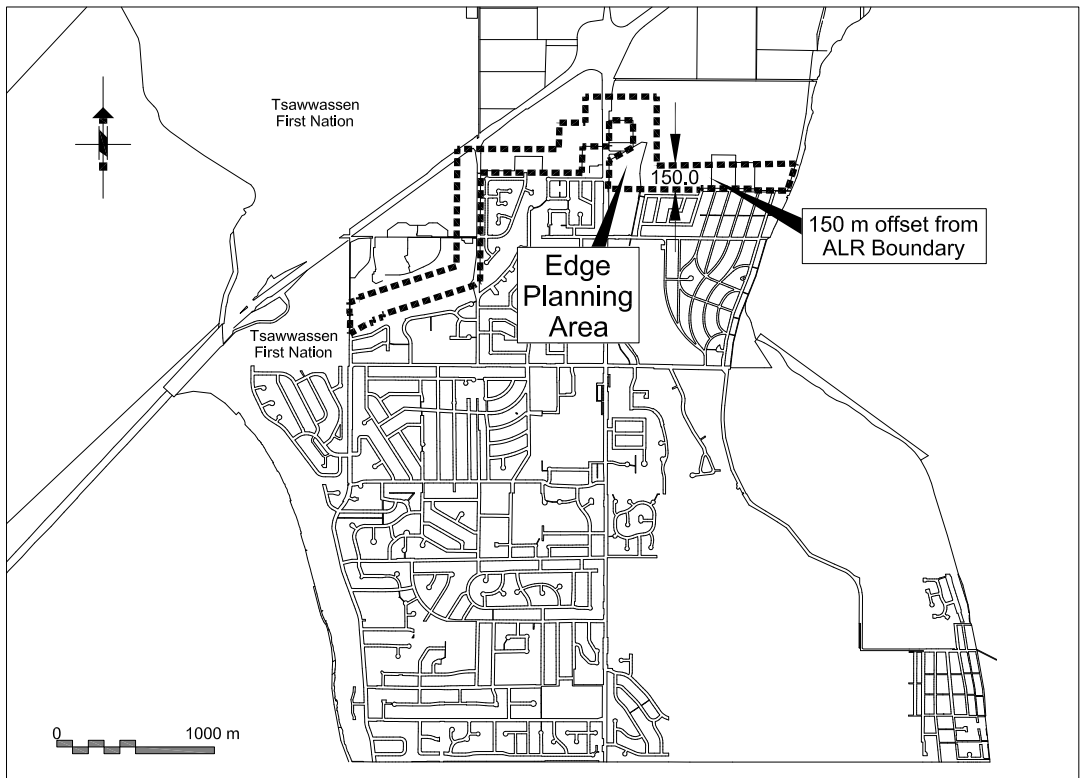 Tsawwassen
First Nation
150.0
150 m offset from
ALR Boundary
Edge
Planning
Area
Tsawwassen
First Nation
0
1000 m